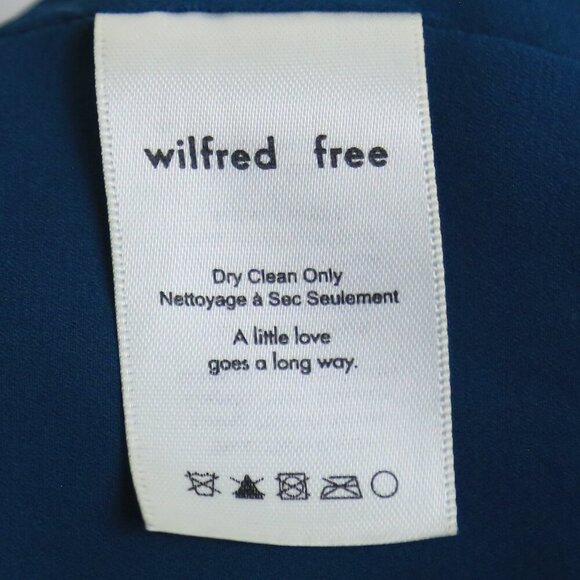 wilfred free
Dry Clean Only
Nettoyage à Sec Seulement
A little love
goes a long way.